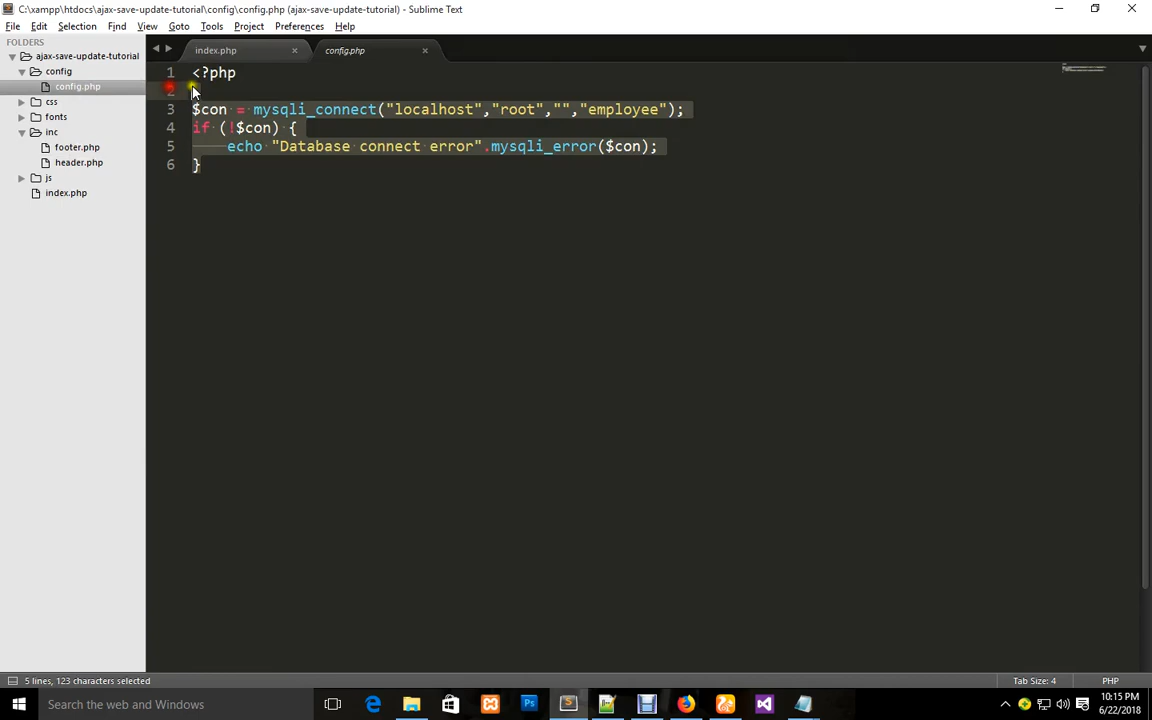 C:\xampp\htdocs\ajax-save-update-tutorial\config\config.php (ajax-save-update-tutorial) - Sublime Text
File Edit Selection Find View Goto Tools Project Preferences Help
FOLDERS
ajax-save-update-tutorial
config
config.php
css
fonts
inc
footer.php
header.php
js
index.php
index.php × config.php ×
1 <?php
2
3 $con = mysqli_connect("localhost","root","","employee");
4 if (!$con) {
5 echo "Database connect error".mysqli_error($con);
6 }
5 lines, 123 characters selected
Tab Size: 4 PHP
Search the web and Windows
Ps
10:15 PM
6/22/2018